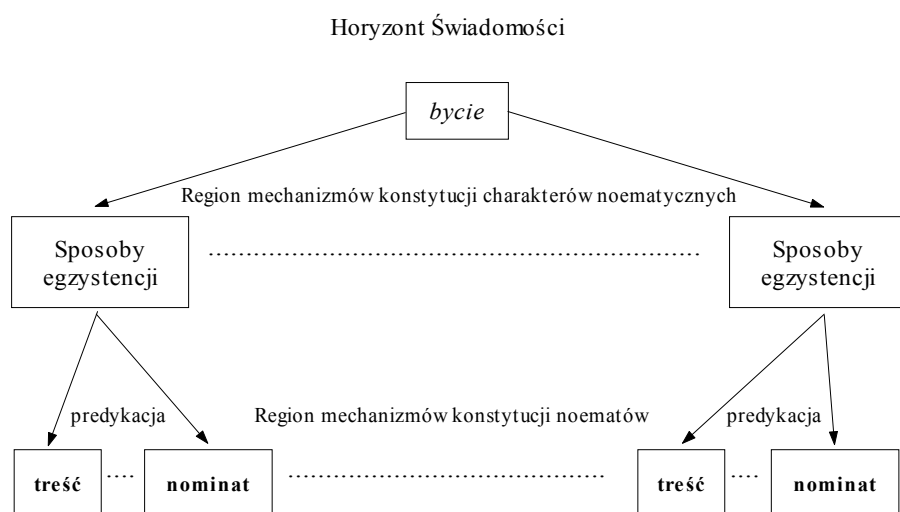 Horyzont Świadomości
bycie
Region mechanizmów konstytucji charakterów noematycznych
Sposoby
egzystencji
Sposoby
egzystencji
predykacja
Region mechanizmów konstytucji noematów
predykacja
treść
nominat
treść
nominat